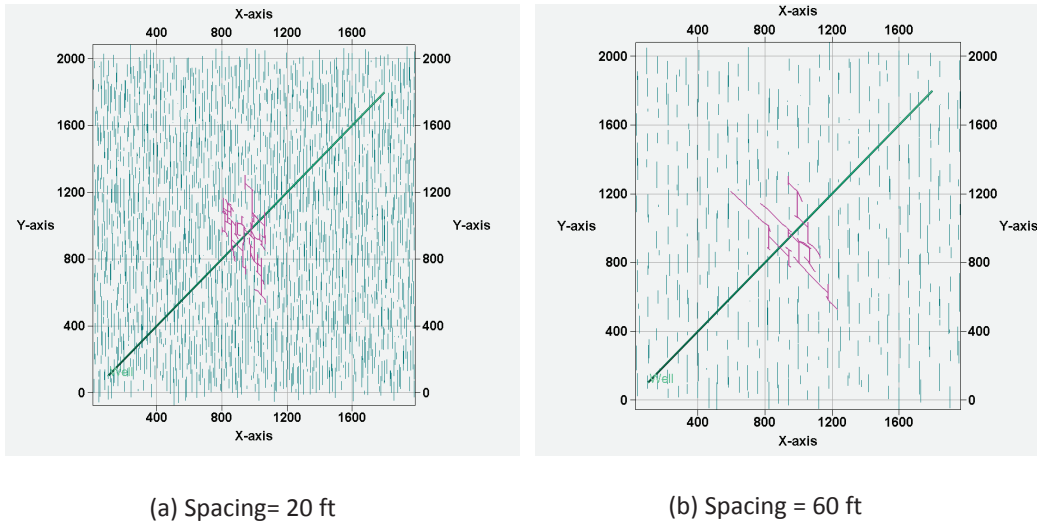 X-axis
400 800 1200 1600
2000 2000
1600 1600
1200 1200
Y-axis Y-axis
800 800
400 400
Well
0 0
400 800 1200 1600
X-axis
(a) Spacing= 20 ft
X-axis
400 800 1200 1600
2000 2000
1600 1600
1200 1200
Y-axis Y-axis
800 800
400 400
Well
0 0
400 800 1200 1600
X-axis
(b) Spacing = 60 ft